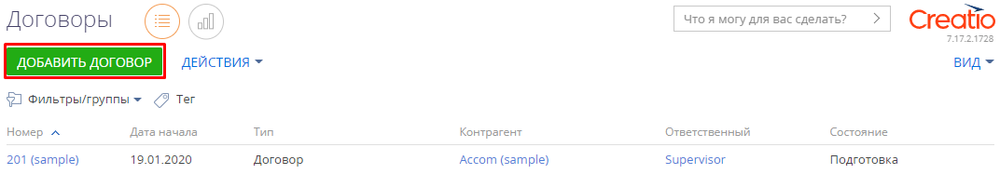 Договоры
Что я могу для вас сделать?
Creatio
7.17.2.1728
ДОБАВИТЬ ДОГОВОР
ДЕЙСТВИЯ
ВИД
Фильтры/группы
Тег
Номер Дата начала Тип Контрагент Ответственный Состояние
201 (sample) 19.01.2020 Договор Accom (sample) Supervisor Подготовка